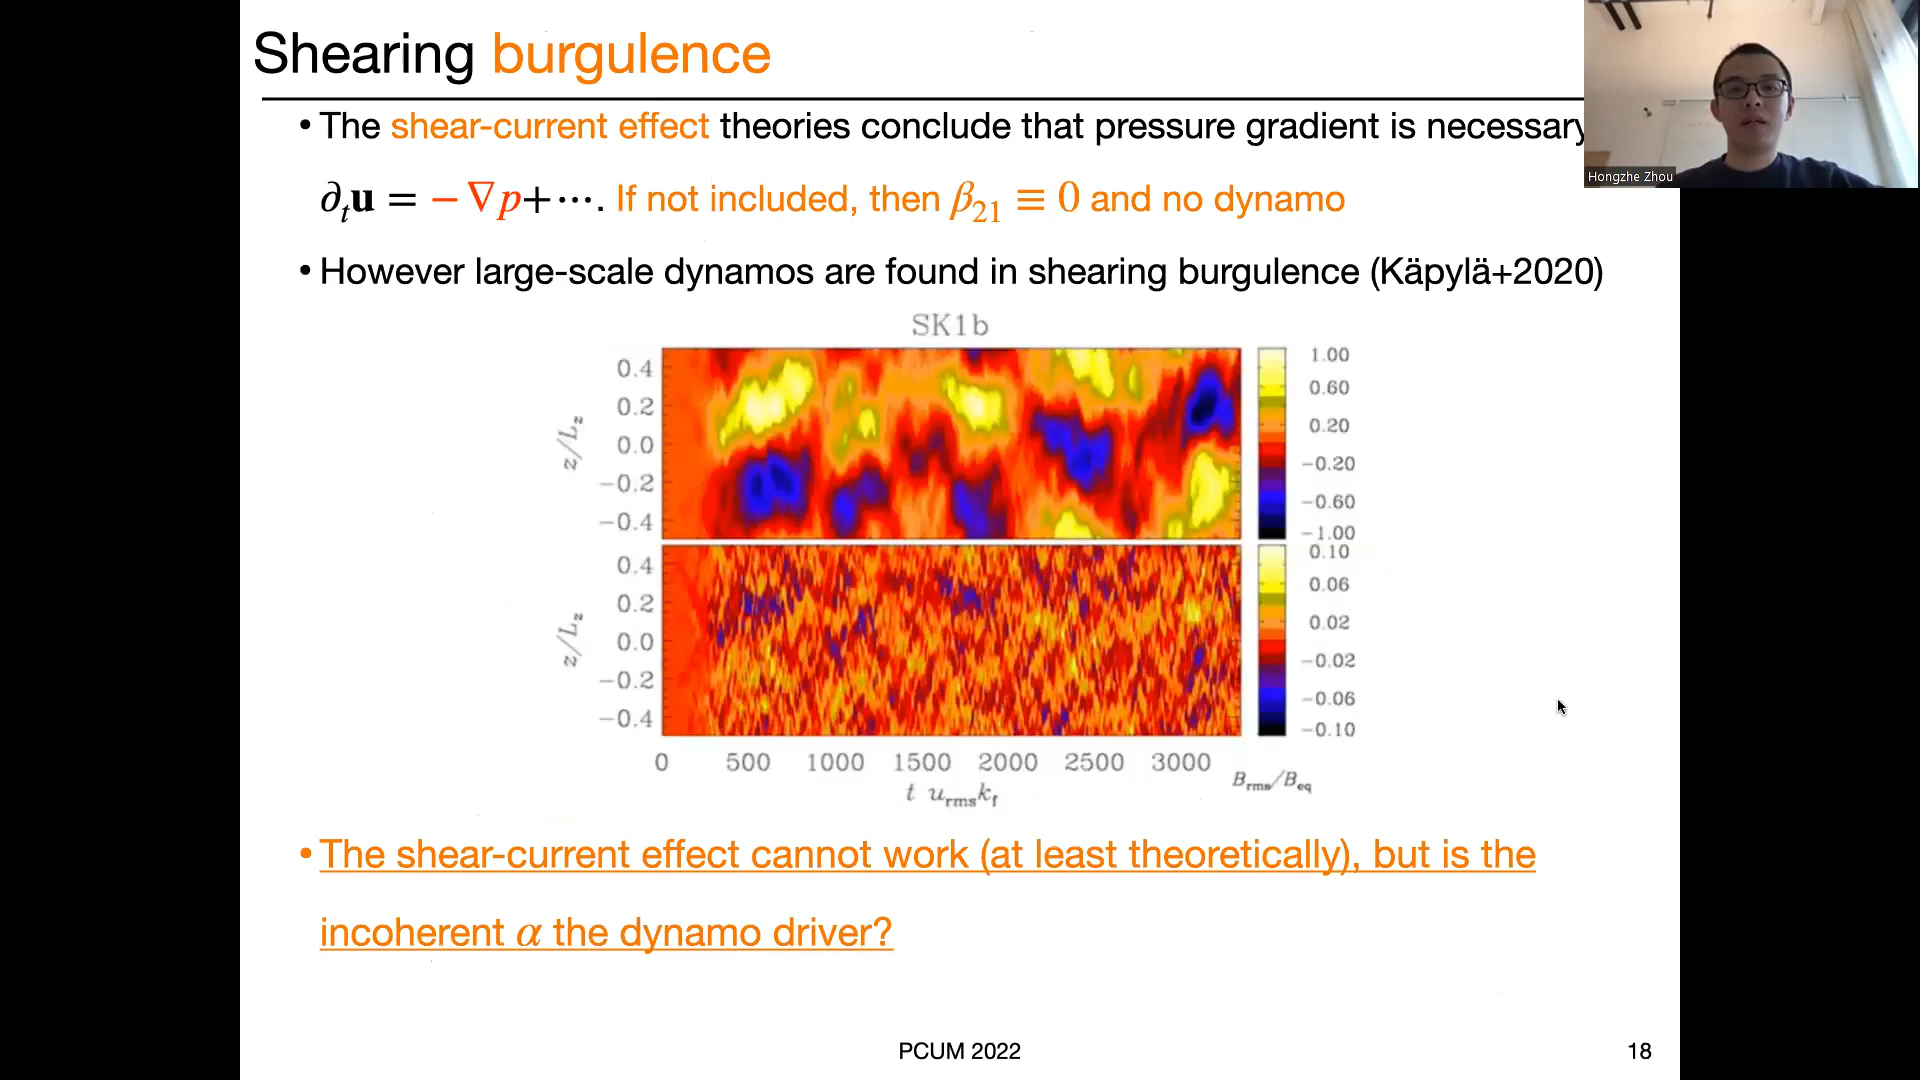 Shearing burgulence
Hongzhe Zhou
• The shear-current effect theories conclude that pressure gradient is necessary
∂ₜu = − ∇p+⋯. If not included, then β₂₁ ≡ 0 and no dynamo
• However large-scale dynamos are found in shearing burgulence (Käpylä+2020)
SK1b
0.4
0.2
0.0
−0.2
−0.4
z/L_z
1.00
0.60
0.20
−0.20
−0.60
−1.00
0.4
0.2
0.0
−0.2
−0.4
z/L_z
0.10
0.06
0.02
−0.02
−0.06
−0.10
0 500 1000 1500 2000 2500 3000
t u_rms k_f
B_rms/B_eq
• The shear-current effect cannot work (at least theoretically), but is the
incoherent α the dynamo driver?
PCUM 2022
18